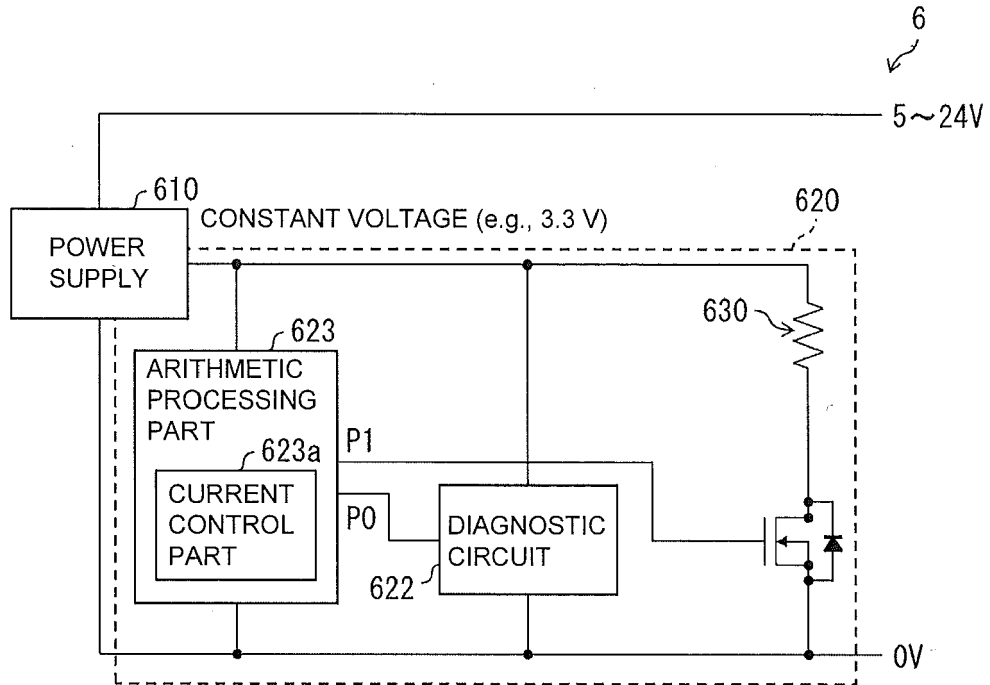 6
5～24V
610
POWER
SUPPLY
CONSTANT VOLTAGE (e.g., 3.3 V)
620
630
623
ARITHMETIC
PROCESSING
PART
P1
623a
CURRENT
CONTROL
PART
P0
DIAGNOSTIC
CIRCUIT
622
0V